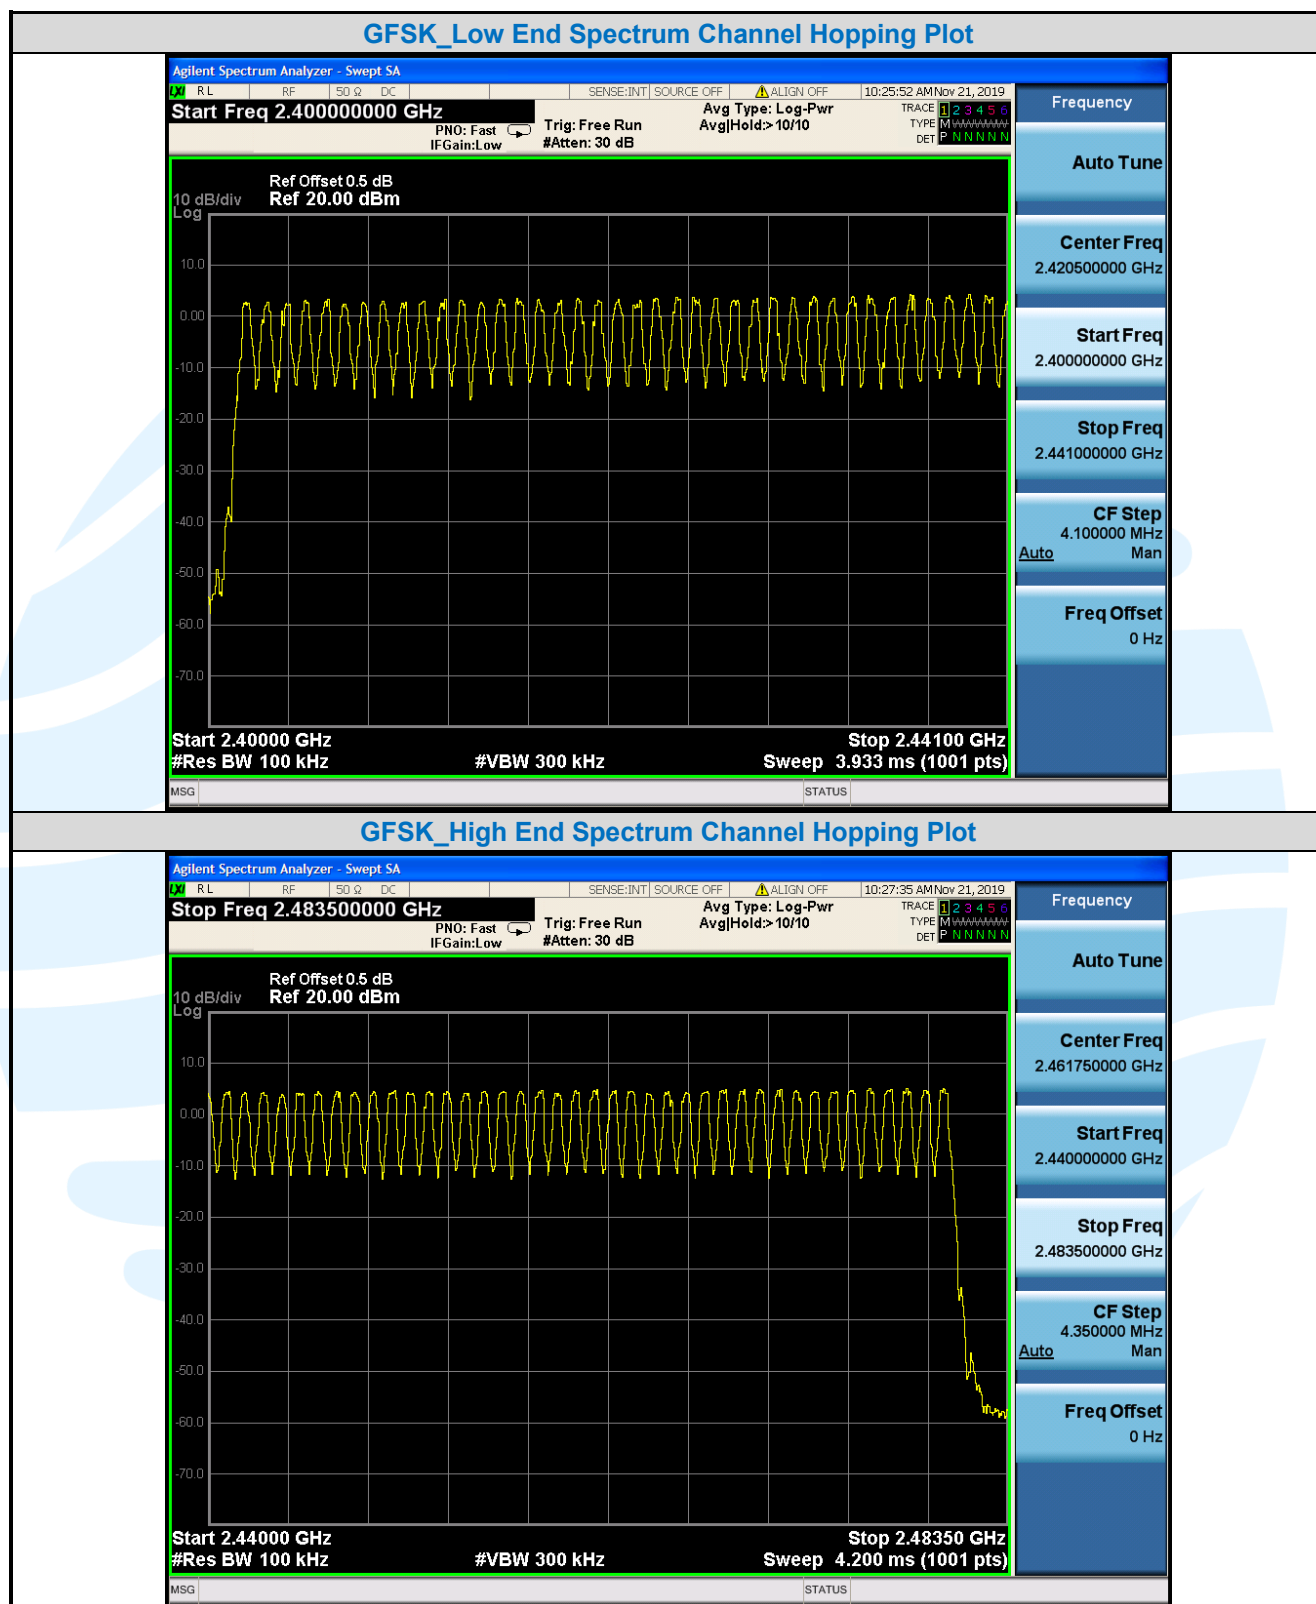 GFSK_Low End Spectrum Channel Hopping Plot
Agilent Spectrum Analyzer - Swept SA
LXI RL RF 50 Ω DC SENSE:INT SOURCE OFF ALIGN OFF 10:25:52 AM Nov 21, 2019
Start Freq 2.400000000 GHz
PNO: Fast
IFGain:Low
Trig: Free Run
#Atten: 30 dB
Avg Type: Log-Pwr
Avg|Hold:> 10/10
TRACE 1 2 3 4 5 6
TYPE M
DET P N N N N N
Ref Offset 0.5 dB
10 dB/div Ref 20.00 dBm
Log
10.0
0.00
-10.0
-20.0
-30.0
-40.0
-50.0
-60.0
-70.0
Start 2.40000 GHz Stop 2.44100 GHz
#Res BW 100 kHz #VBW 300 kHz Sweep 3.933 ms (1001 pts)
MSG STATUS
Frequency
Auto Tune
Center Freq
2.420500000 GHz
Start Freq
2.400000000 GHz
Stop Freq
2.441000000 GHz
CF Step
4.100000 MHz
Auto Man
Freq Offset
0 Hz
GFSK_High End Spectrum Channel Hopping Plot
Agilent Spectrum Analyzer - Swept SA
LXI RL RF 50 Ω DC SENSE:INT SOURCE OFF ALIGN OFF 10:27:35 AM Nov 21, 2019
Stop Freq 2.483500000 GHz
PNO: Fast
IFGain:Low
Trig: Free Run
#Atten: 30 dB
Avg Type: Log-Pwr
Avg|Hold:> 10/10
TRACE 1 2 3 4 5 6
TYPE M
DET P N N N N N
Ref Offset 0.5 dB
10 dB/div Ref 20.00 dBm
Log
10.0
0.00
-10.0
-20.0
-30.0
-40.0
-50.0
-60.0
-70.0
Start 2.44000 GHz Stop 2.48350 GHz
#Res BW 100 kHz #VBW 300 kHz Sweep 4.200 ms (1001 pts)
MSG STATUS
Frequency
Auto Tune
Center Freq
2.461750000 GHz
Start Freq
2.440000000 GHz
Stop Freq
2.483500000 GHz
CF Step
4.350000 MHz
Auto Man
Freq Offset
0 Hz